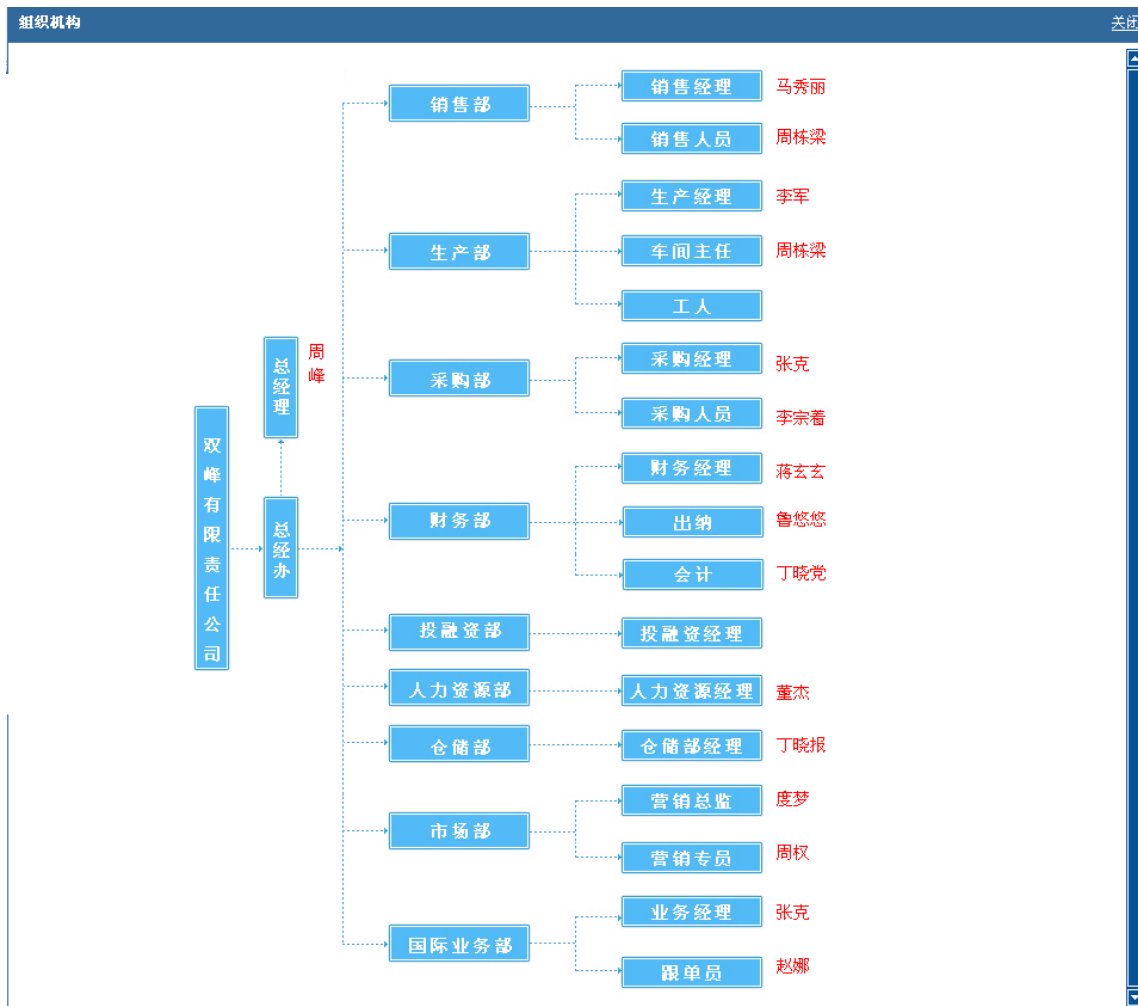 组织机构
关闭
销售部
销售经理 马秀丽
销售人员 周栋梁
生产部
生产经理 李军
车间主任 周栋梁
工人
总经理
周峰
采购部
采购经理 张克
采购人员 李宗着
双峰有限责任公司
总经办
财务部
财务经理 蒋玄玄
出纳 鲁悠悠
会计 丁晓党
投融资部 投融资经理
人力资源部 人力资源经理 董杰
仓储部 仓储部经理 丁晓报
市场部
营销总监 度梦
营销专员 周权
国际业务部
业务经理 张克
跟单员 赵娜